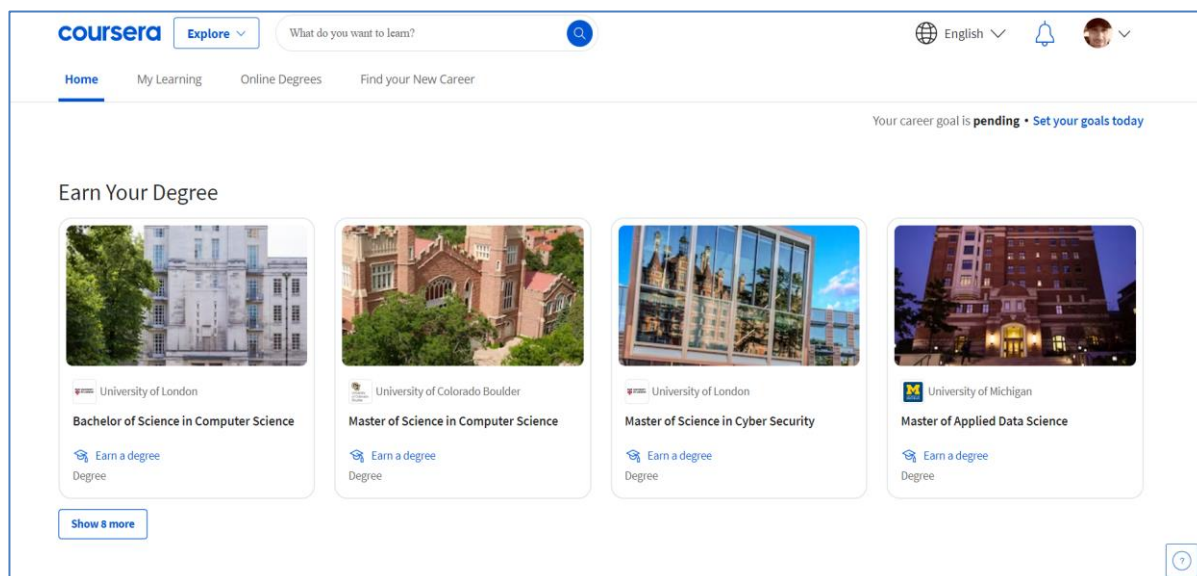 coursera
Explore
What do you want to learn?
English
Home
My Learning
Online Degrees
Find your New Career
Your career goal is pending • Set your goals today
Earn Your Degree
University of London
Bachelor of Science in Computer Science
Earn a degree
Degree
University of Colorado Boulder
Master of Science in Computer Science
Earn a degree
Degree
University of London
Master of Science in Cyber Security
Earn a degree
Degree
M
University of Michigan
Master of Applied Data Science
Earn a degree
Degree
Show 8 more
?